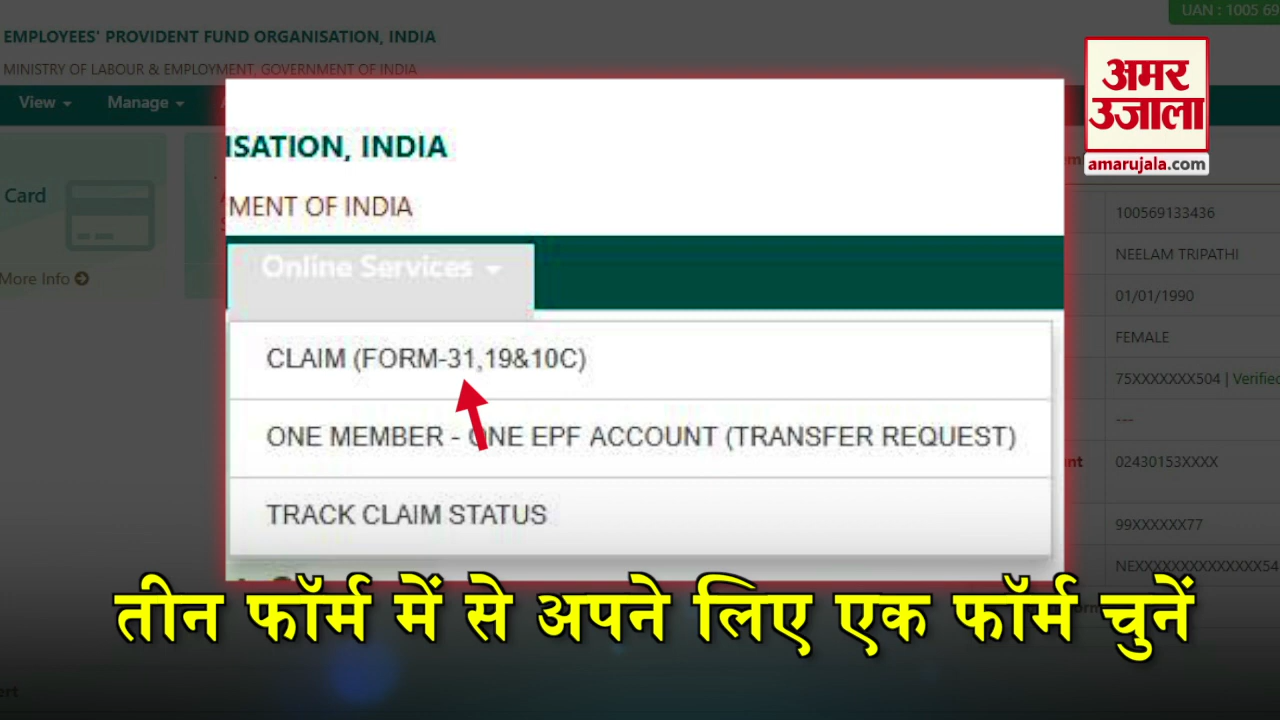 UAN : 1005 69
EMPLOYEES' PROVIDENT FUND ORGANISATION, INDIA
MINISTRY OF LABOUR & EMPLOYMENT, GOVERNMENT OF INDIA
अमर
उजाला
amarujala.com
View
Manage
ISATION, INDIA
MENT OF INDIA
Card
More Info
Online Services
CLAIM (FORM-31,19&10C)
ONE MEMBER - ONE EPF ACCOUNT (TRANSFER REQUEST)
TRACK CLAIM STATUS
100569133436
NEELAM TRIPATHI
01/01/1990
FEMALE
75XXXXXXX504 | Verified
---
02430153XXXX
99XXXXXX77
तीन फॉर्म में से अपने लिए एक फॉर्म चुनें